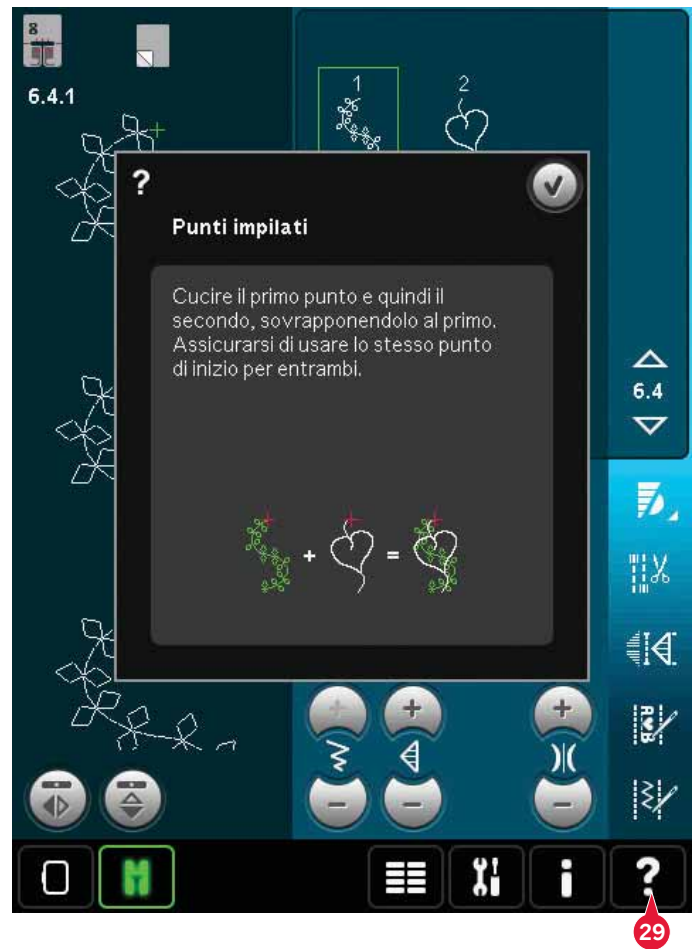 8
6.4.1
1 2
?
Punti impilati
Cucire il primo punto e quindi il
secondo, sovrapponendolo al primo.
Assicurarsi di usare lo stesso punto
di inizio per entrambi.
+ =
6.4
+ + +
A♥B
- - -
i ?
29